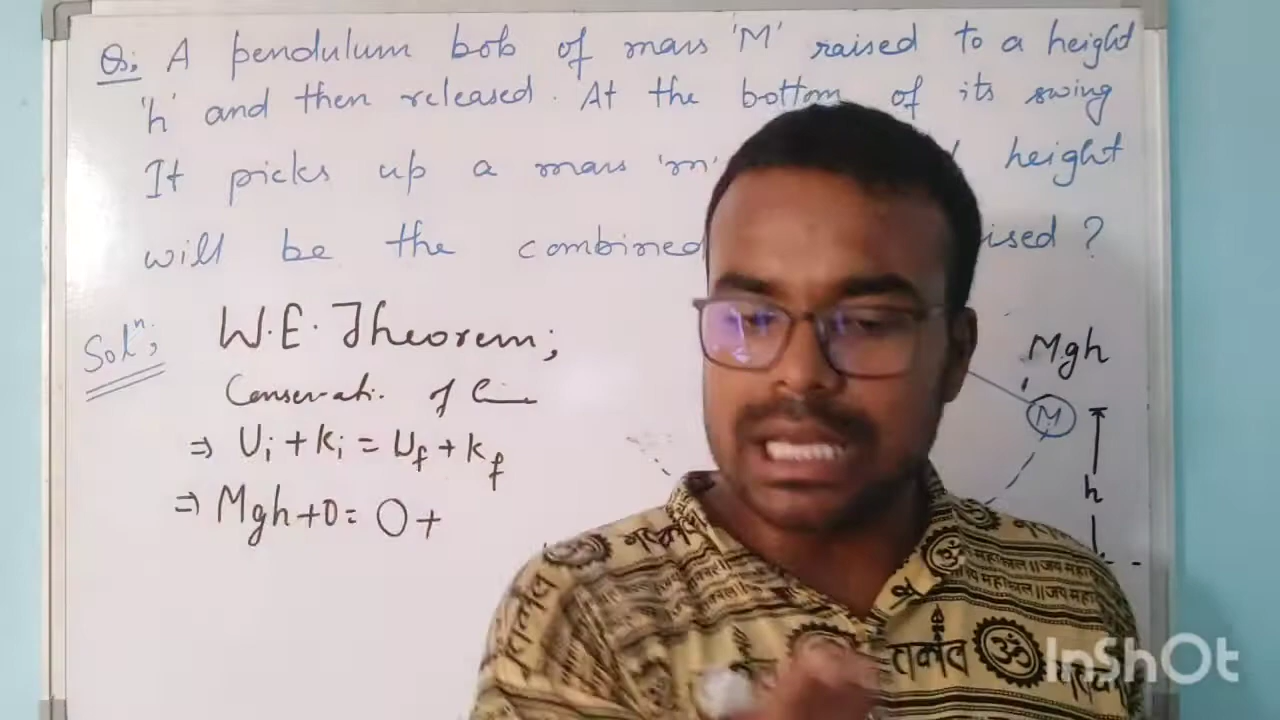 Qs; A pendulum bob of mass 'M' raised to a height
'h' and then released. At the bottom of its swing
It picks up a mass 'm' height
will be the combined ised ?
Solⁿ; W.E. Theorem;
Conservati. of
⇒ Ui + Ki = Uf + Kf
⇒ Mgh + 0 = 0 +
Mgh
M
h
InShOt